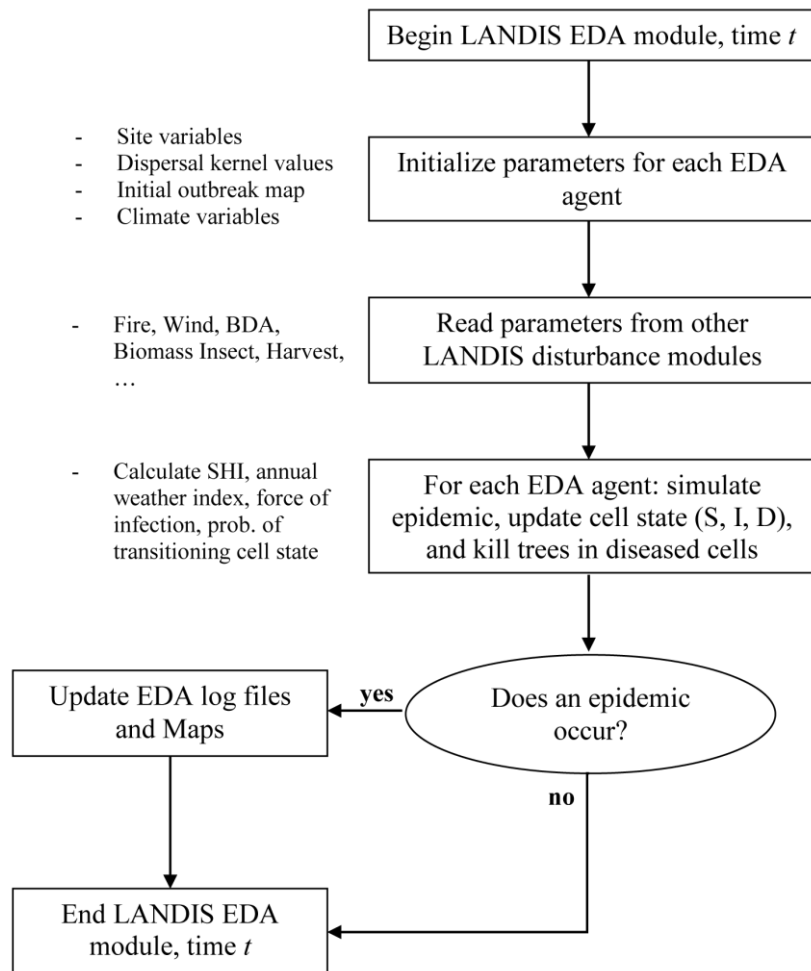 Begin LANDIS EDA module, time t
- Site variables
- Dispersal kernel values
- Initial outbreak map
- Climate variables
Initialize parameters for each EDA
agent
- Fire, Wind, BDA,
Biomass Insect, Harvest,
…
Read parameters from other
LANDIS disturbance modules
- Calculate SHI, annual
weather index, force of
infection, prob. of
transitioning cell state
For each EDA agent: simulate
epidemic, update cell state (S, I, D),
and kill trees in diseased cells
Does an epidemic
occur?
yes
Update EDA log files
and Maps
no
End LANDIS EDA
module, time t